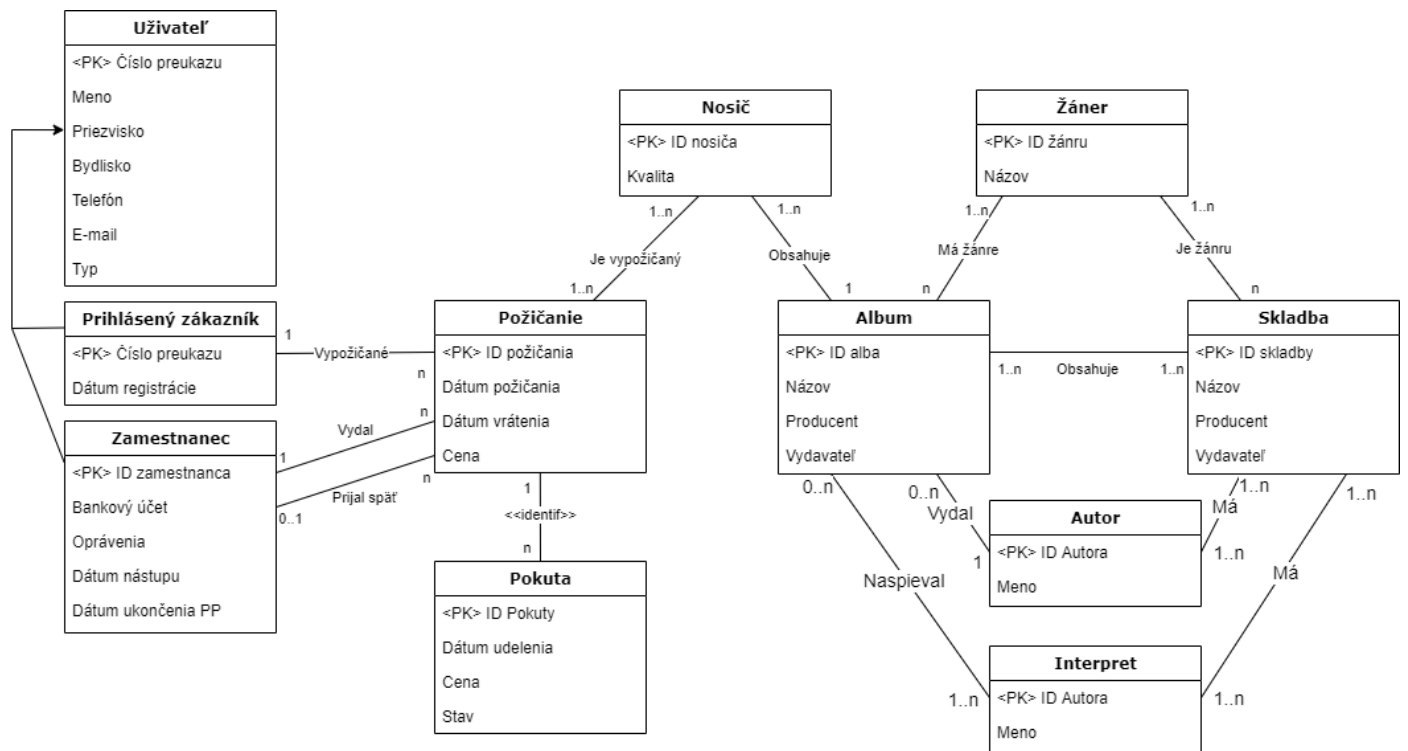 Uživateľ
<PK> Číslo preukazu
Meno
Priezvisko
Bydlisko
Telefón
E-mail
Typ
Prihlásený zákazník
<PK> Číslo preukazu
Dátum registrácie
Zamestnanec
<PK> ID zamestnanca
Bankový účet
Oprávenia
Dátum nástupu
Dátum ukončenia PP
1
Vypožičané
n
1
Vydal
n
0..1
Prijal späť
n
Požičanie
<PK> ID požičania
Dátum požičania
Dátum vrátenia
Cena
1
<<identif>>
n
Pokuta
<PK> ID Pokuty
Dátum udelenia
Cena
Stav
Nosič
<PK> ID nosiča
Kvalita
1..n
Je vypožičaný
1..n
1..n
Obsahuje
1
Žáner
<PK> ID žánru
Názov
1..n
Má žánre
n
1..n
Je žánru
n
Album
<PK> ID alba
Názov
Producent
Vydavateľ
1..n
Obsahuje
1..n
Skladba
<PK> ID skladby
Názov
Producent
Vydavateľ
0..n
Naspieval
1..n
0..n
Vydal
1
Autor
<PK> ID Autora
Meno
1..n
Má
1..n
1..n
Má
1..n
Interpret
<PK> ID Autora
Meno